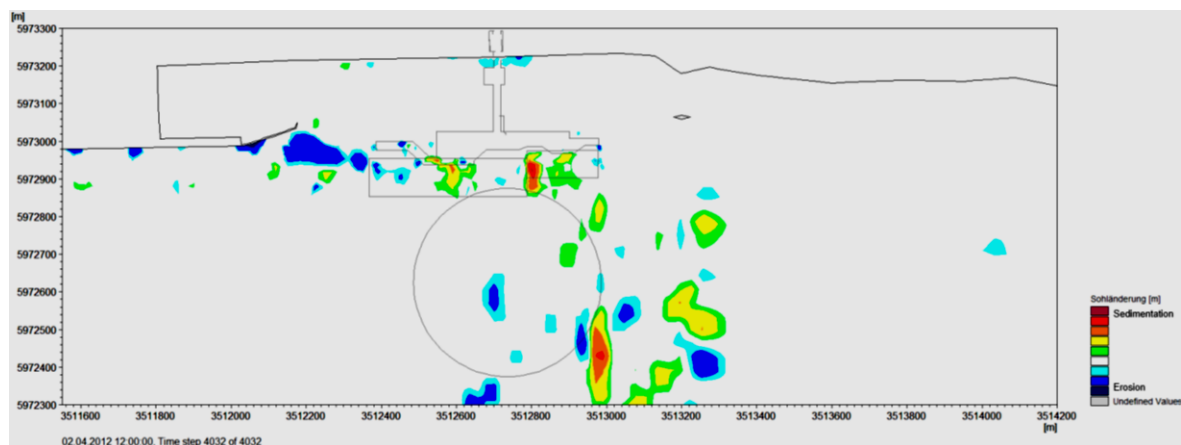 [m]
5973300
5973200
5973100
5973000
5972900
5972800
5972700
5972600
5972500
5972400
5972300
3511600 3511800 3512000 3512200 3512400 3512600 3512800 3513000 3513200 3513400 3513600 3513800 3514000 3514200
[m]
02.04.2012 12:00:00, Time step 4032 of 4032
Sohländerung [m]
Sedimentation
Erosion
Undefined Values